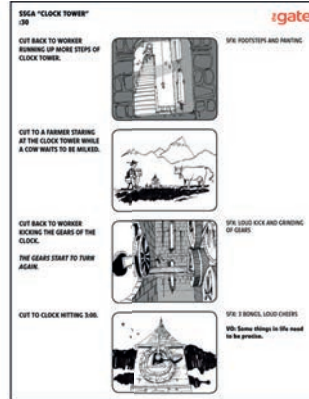 SSGA "CLOCK TOWER"
:30
gate
CUT BACK TO WORKER
RUNNING UP MORE STEPS OF
CLOCK TOWER.
SFX: FOOTSTEPS AND PANTING
CUT TO A FARMER STARING
AT THE CLOCK TOWER WHILE
A COW WAITS TO BE MILKED.
CUT BACK TO WORKER
KICKING THE GEARS OF THE
CLOCK.
THE GEARS START TO TURN
AGAIN.
SFX: LOUD KICK AND GRINDING
OF GEARS
CUT TO CLOCK HITTING 3:00.
SFX: 3 BONGS, LOUD CHEERS
VO: Some things in life need
to be precise.